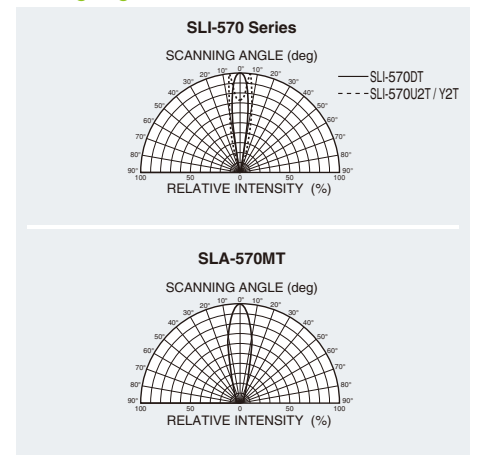 SLI-570 Series
SCANNING ANGLE (deg)
20° 10° 0° 10° 20°
30° 30°
40° 40°
50° 50°
60° 60°
70° 70°
80° 80°
90° 90°
100 50 0 50 100
RELATIVE INTENSITY (%)
SLI-570DT
SLI-570U2T / Y2T
SLA-570MT
SCANNING ANGLE (deg)
20° 10° 0° 10° 20°
30° 30°
40° 40°
50° 50°
60° 60°
70° 70°
80° 80°
90° 90°
100 50 0 50 100
RELATIVE INTENSITY (%)